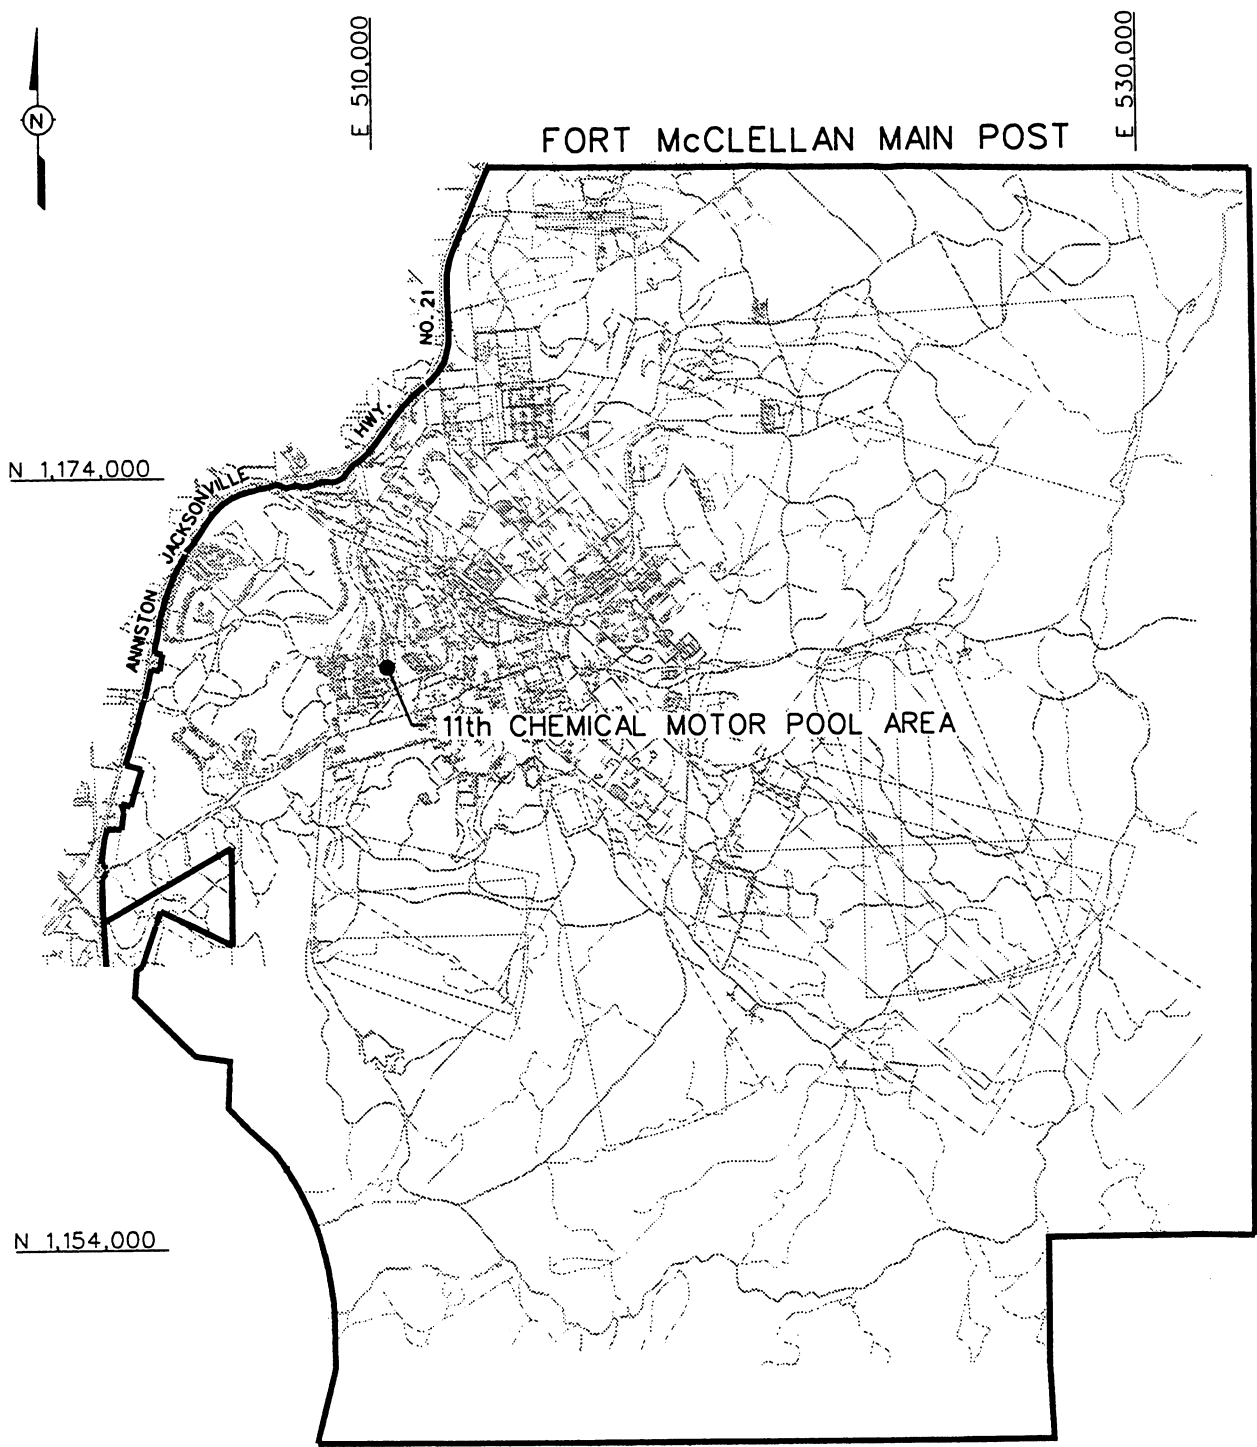 E 510,000
E 530,000
N
FORT McCLELLAN MAIN POST
NO. 21
HWY.
N 1,174,000
JACKSONVILLE
ANNISTON
11th CHEMICAL MOTOR POOL AREA
N 1,154,000